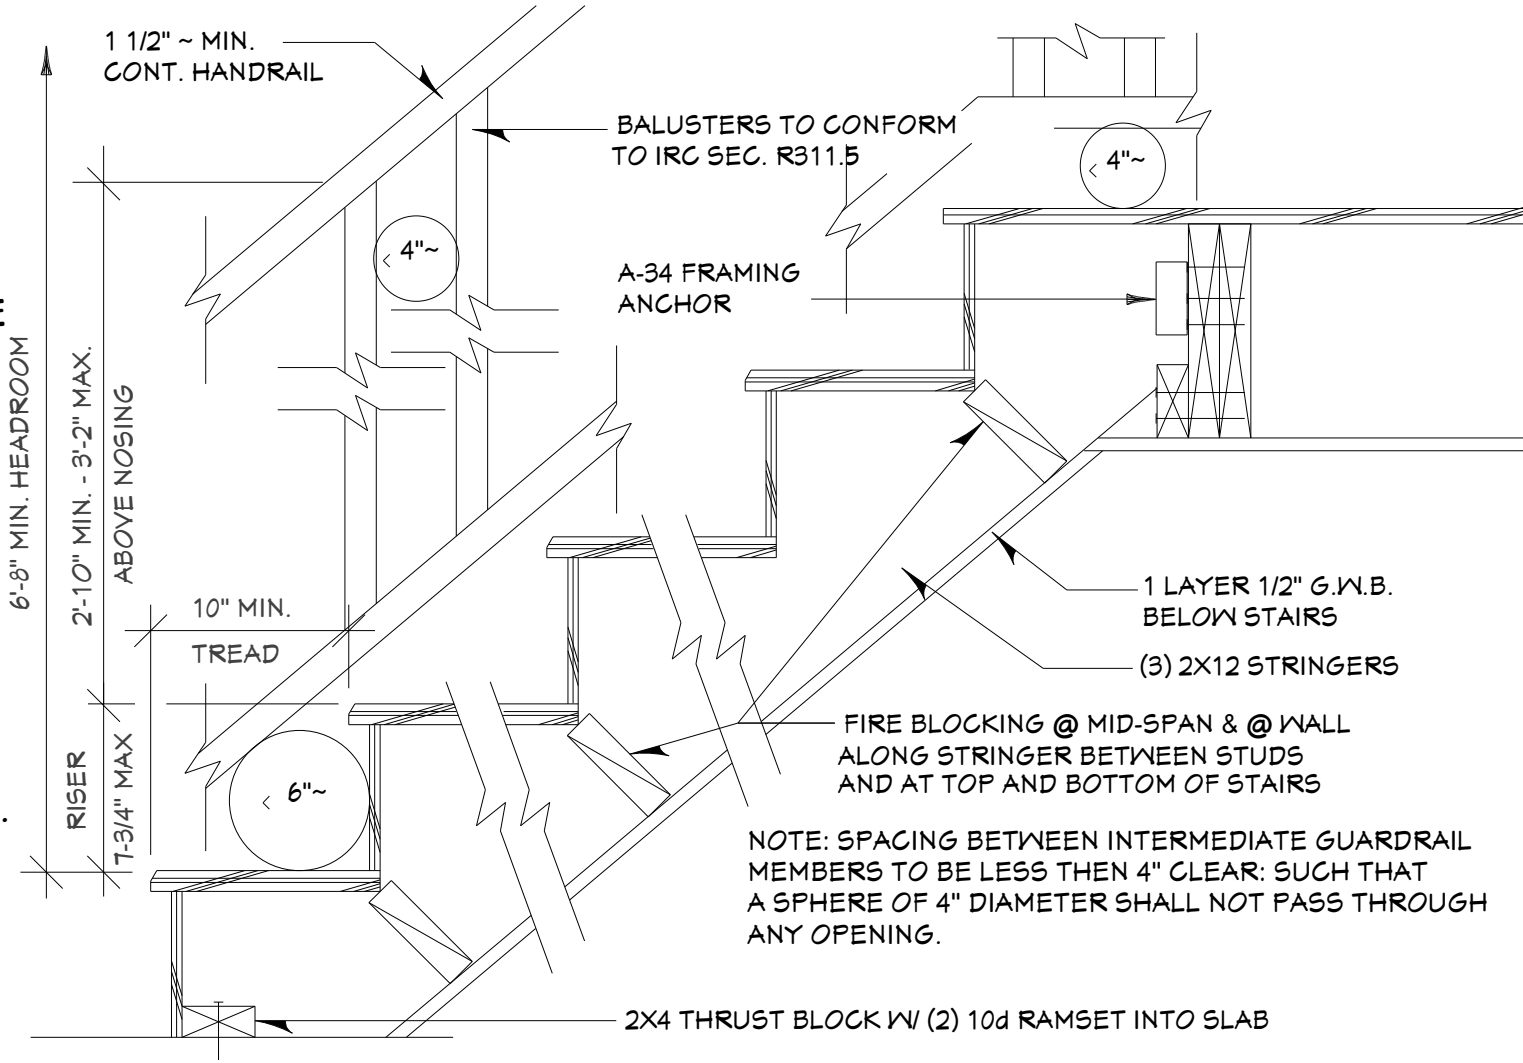 1 1/2" ~ MIN.
CONT. HANDRAIL
BALUSTERS TO CONFORM
TO IRC SEC. R311.5
< 4"~
< 4"~
A-34 FRAMING
ANCHOR
6'-8" MIN. HEADROOM
2'-10" MIN. - 3'-2" MAX.
ABOVE NOSING
10" MIN.
TREAD
RISER
7-3/4" MAX
< 6"~
1 LAYER 1/2" G.W.B.
BELOW STAIRS
(3) 2X12 STRINGERS
FIRE BLOCKING @ MID-SPAN & @ WALL
ALONG STRINGER BETWEEN STUDS
AND AT TOP AND BOTTOM OF STAIRS
NOTE: SPACING BETWEEN INTERMEDIATE GUARDRAIL
MEMBERS TO BE LESS THEN 4" CLEAR: SUCH THAT
A SPHERE OF 4" DIAMETER SHALL NOT PASS THROUGH
ANY OPENING.
2X4 THRUST BLOCK W/ (2) 10d RAMSET INTO SLAB